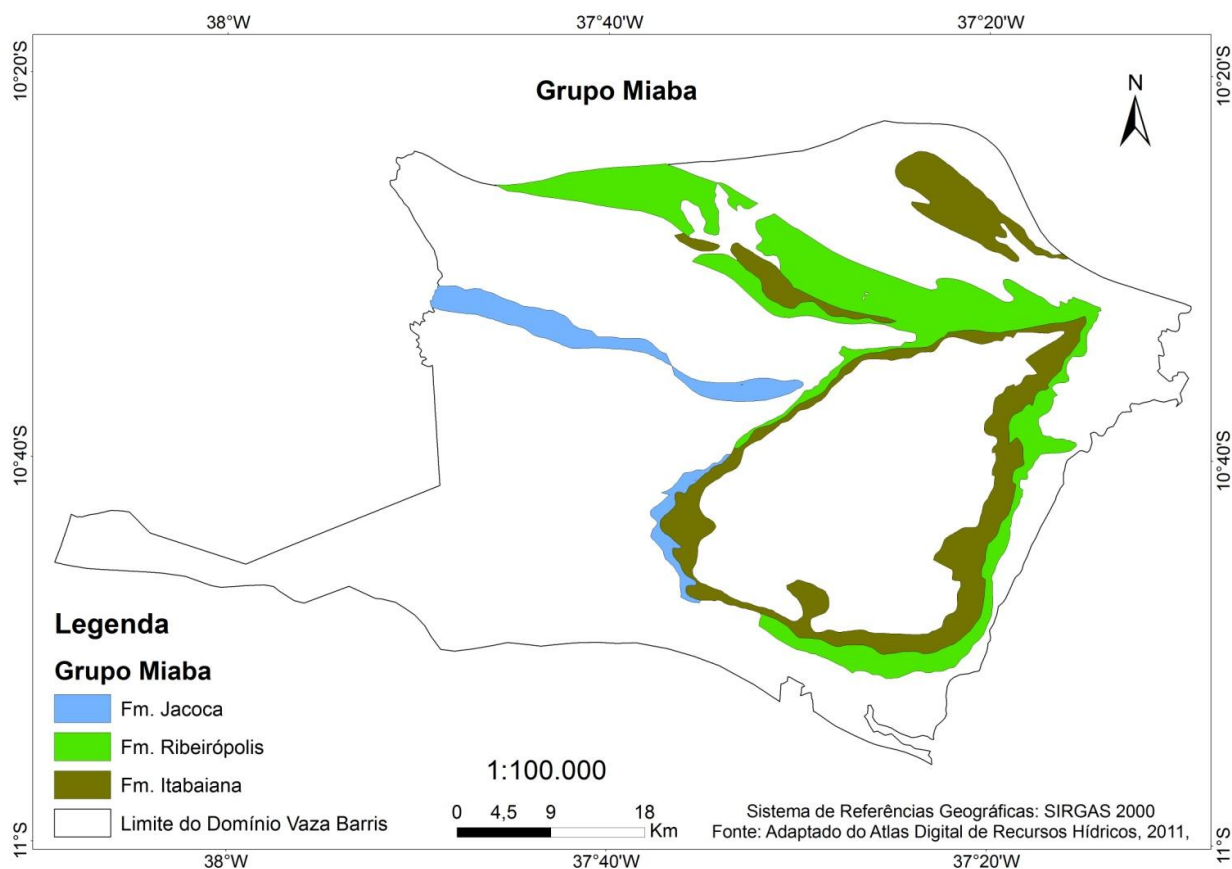 38°W 37°40'W 37°20'W
10°20'S 10°20'S
Grupo Miaba
N
10°40'S 10°40'S
Legenda
Grupo Miaba
Fm. Jacoca
Fm. Ribeirópolis
Fm. Itabaiana
Limite do Domínio Vaza Barris
1:100.000
0 4,5 9 18
Km
Sistema de Referências Geográficas: SIRGAS 2000
Fonte: Adaptado do Atlas Digital de Recursos Hídricos, 2011,
11°S 11°S
38°W 37°40'W 37°20'W